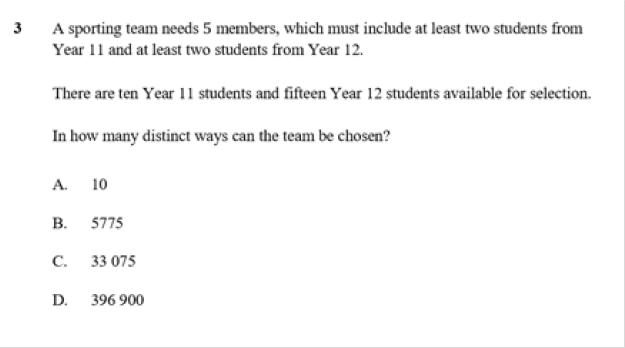 3 A sporting team needs 5 members, which must include at least two students from
Year 11 and at least two students from Year 12.
There are ten Year 11 students and fifteen Year 12 students available for selection.
In how many distinct ways can the team be chosen?
A. 10
B. 5775
C. 33 075
D. 396 900